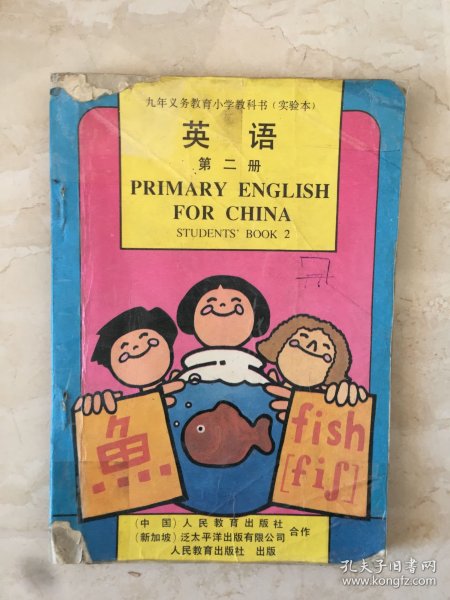 九年义务教育小学教科书（实验本）
英 语
第 二 册
PRIMARY ENGLISH
FOR CHINA
STUDENTS' BOOK 2
魚
fish
[fiʃ]
（中 国）人 民 教 育 出 版 社
（新加坡）泛太平洋出版有限公司 合作
人民教育出版社 出版
孔夫子旧书网
www.kongfz.com